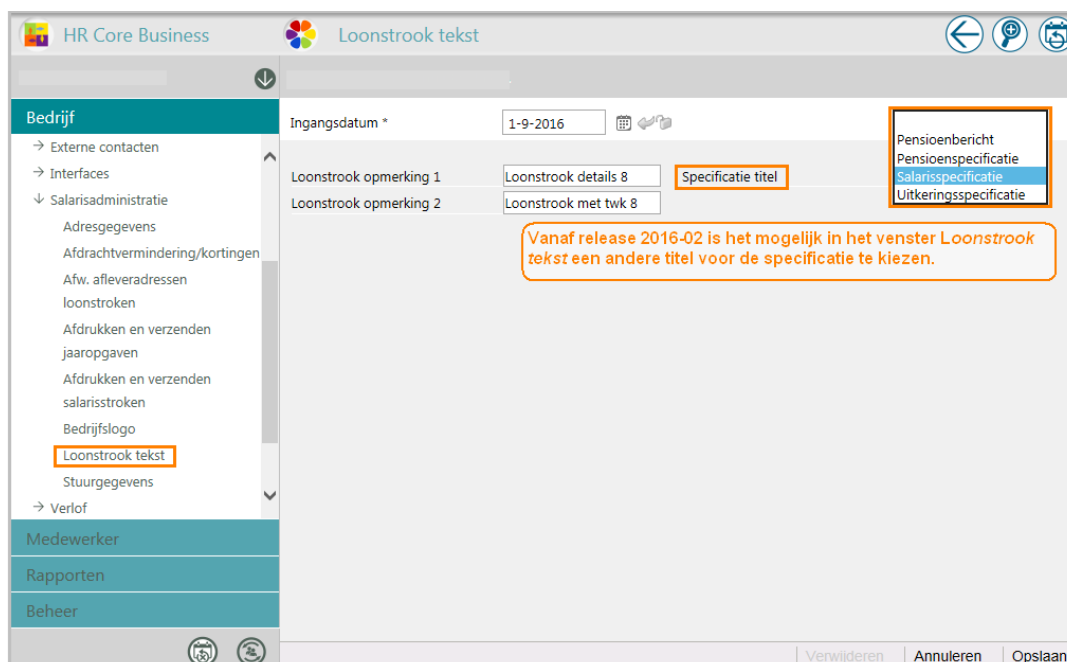 HR Core Business
Loonstrook tekst
Bedrijf
Externe contacten
Interfaces
Salarisadministratie
Adresgegevens
Afdrachtvermindering/kortingen
Afw. afleveradressen
loonstroken
Afdrukken en verzenden
jaaropgaven
Afdrukken en verzenden
salarisstroken
Bedrijfslogo
Loonstrook tekst
Stuurgegevens
Verlof
Medewerker
Rapporten
Beheer
Ingangsdatum * 1-9-2016
Loonstrook opmerking 1 Loonstrook details 8 Specificatie titel
Loonstrook opmerking 2 Loonstrook met twk 8
Pensioenbericht
Pensioenspecificatie
Salarisspecificatie
Uitkeringsspecificatie
Vanaf release 2016-02 is het mogelijk in het venster Loonstrook
tekst een andere titel voor de specificatie te kiezen.
Verwijderen Annuleren Opslaan